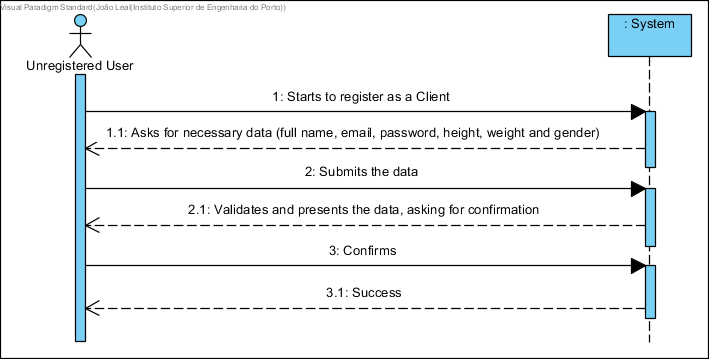 Visual Paradigm Standard(João Leal(Instituto Superior de Engenharia do Porto))
Unregistered User
: System
1: Starts to register as a Client
1.1: Asks for necessary data (full name, email, password, height, weight and gender)
2: Submits the data
2.1: Validates and presents the data, asking for confirmation
3: Confirms
3.1: Success